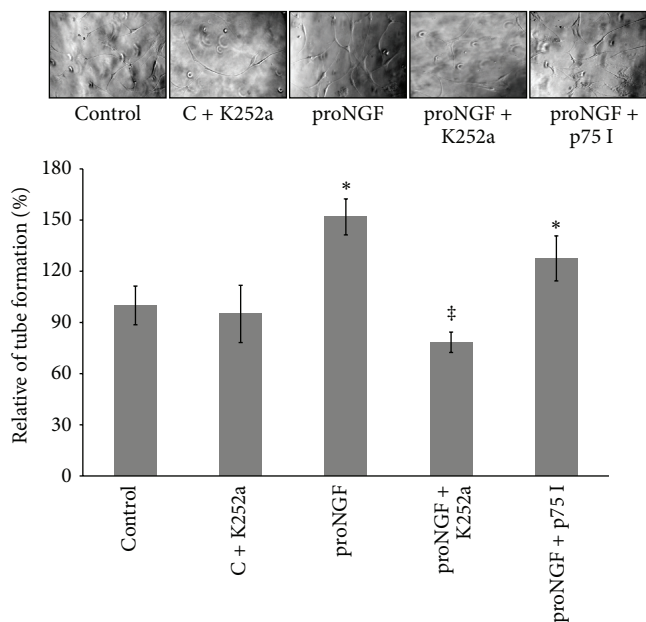 Control
C + K252a
proNGF
proNGF +
K252a
proNGF +
p75 I
Relative of tube formation (%)
180
150
120
90
60
30
0
*
‡
*
Control
C + K252a
proNGF
proNGF +
K252a
proNGF + p75 I